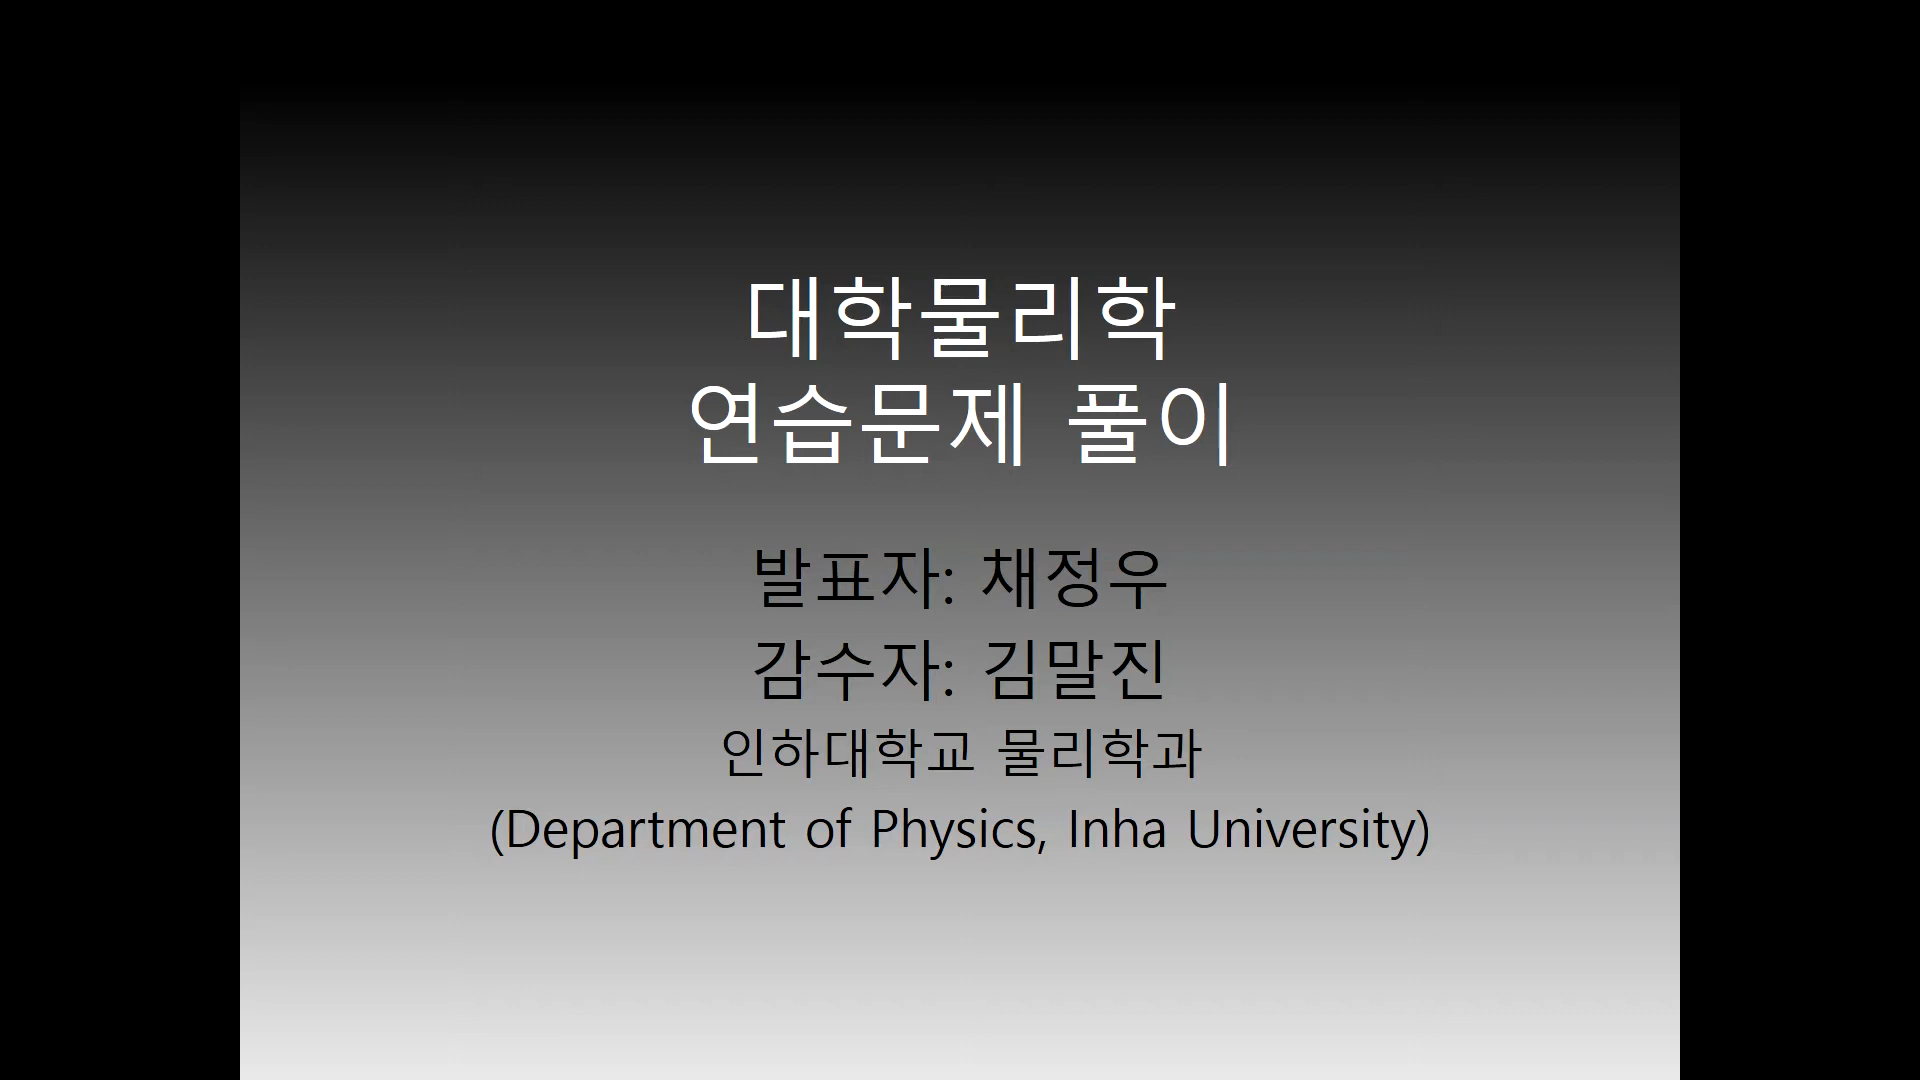 대학물리학
연습문제 풀이
발표자: 채정우
감수자: 김말진
인하대학교 물리학과
(Department of Physics, Inha University)